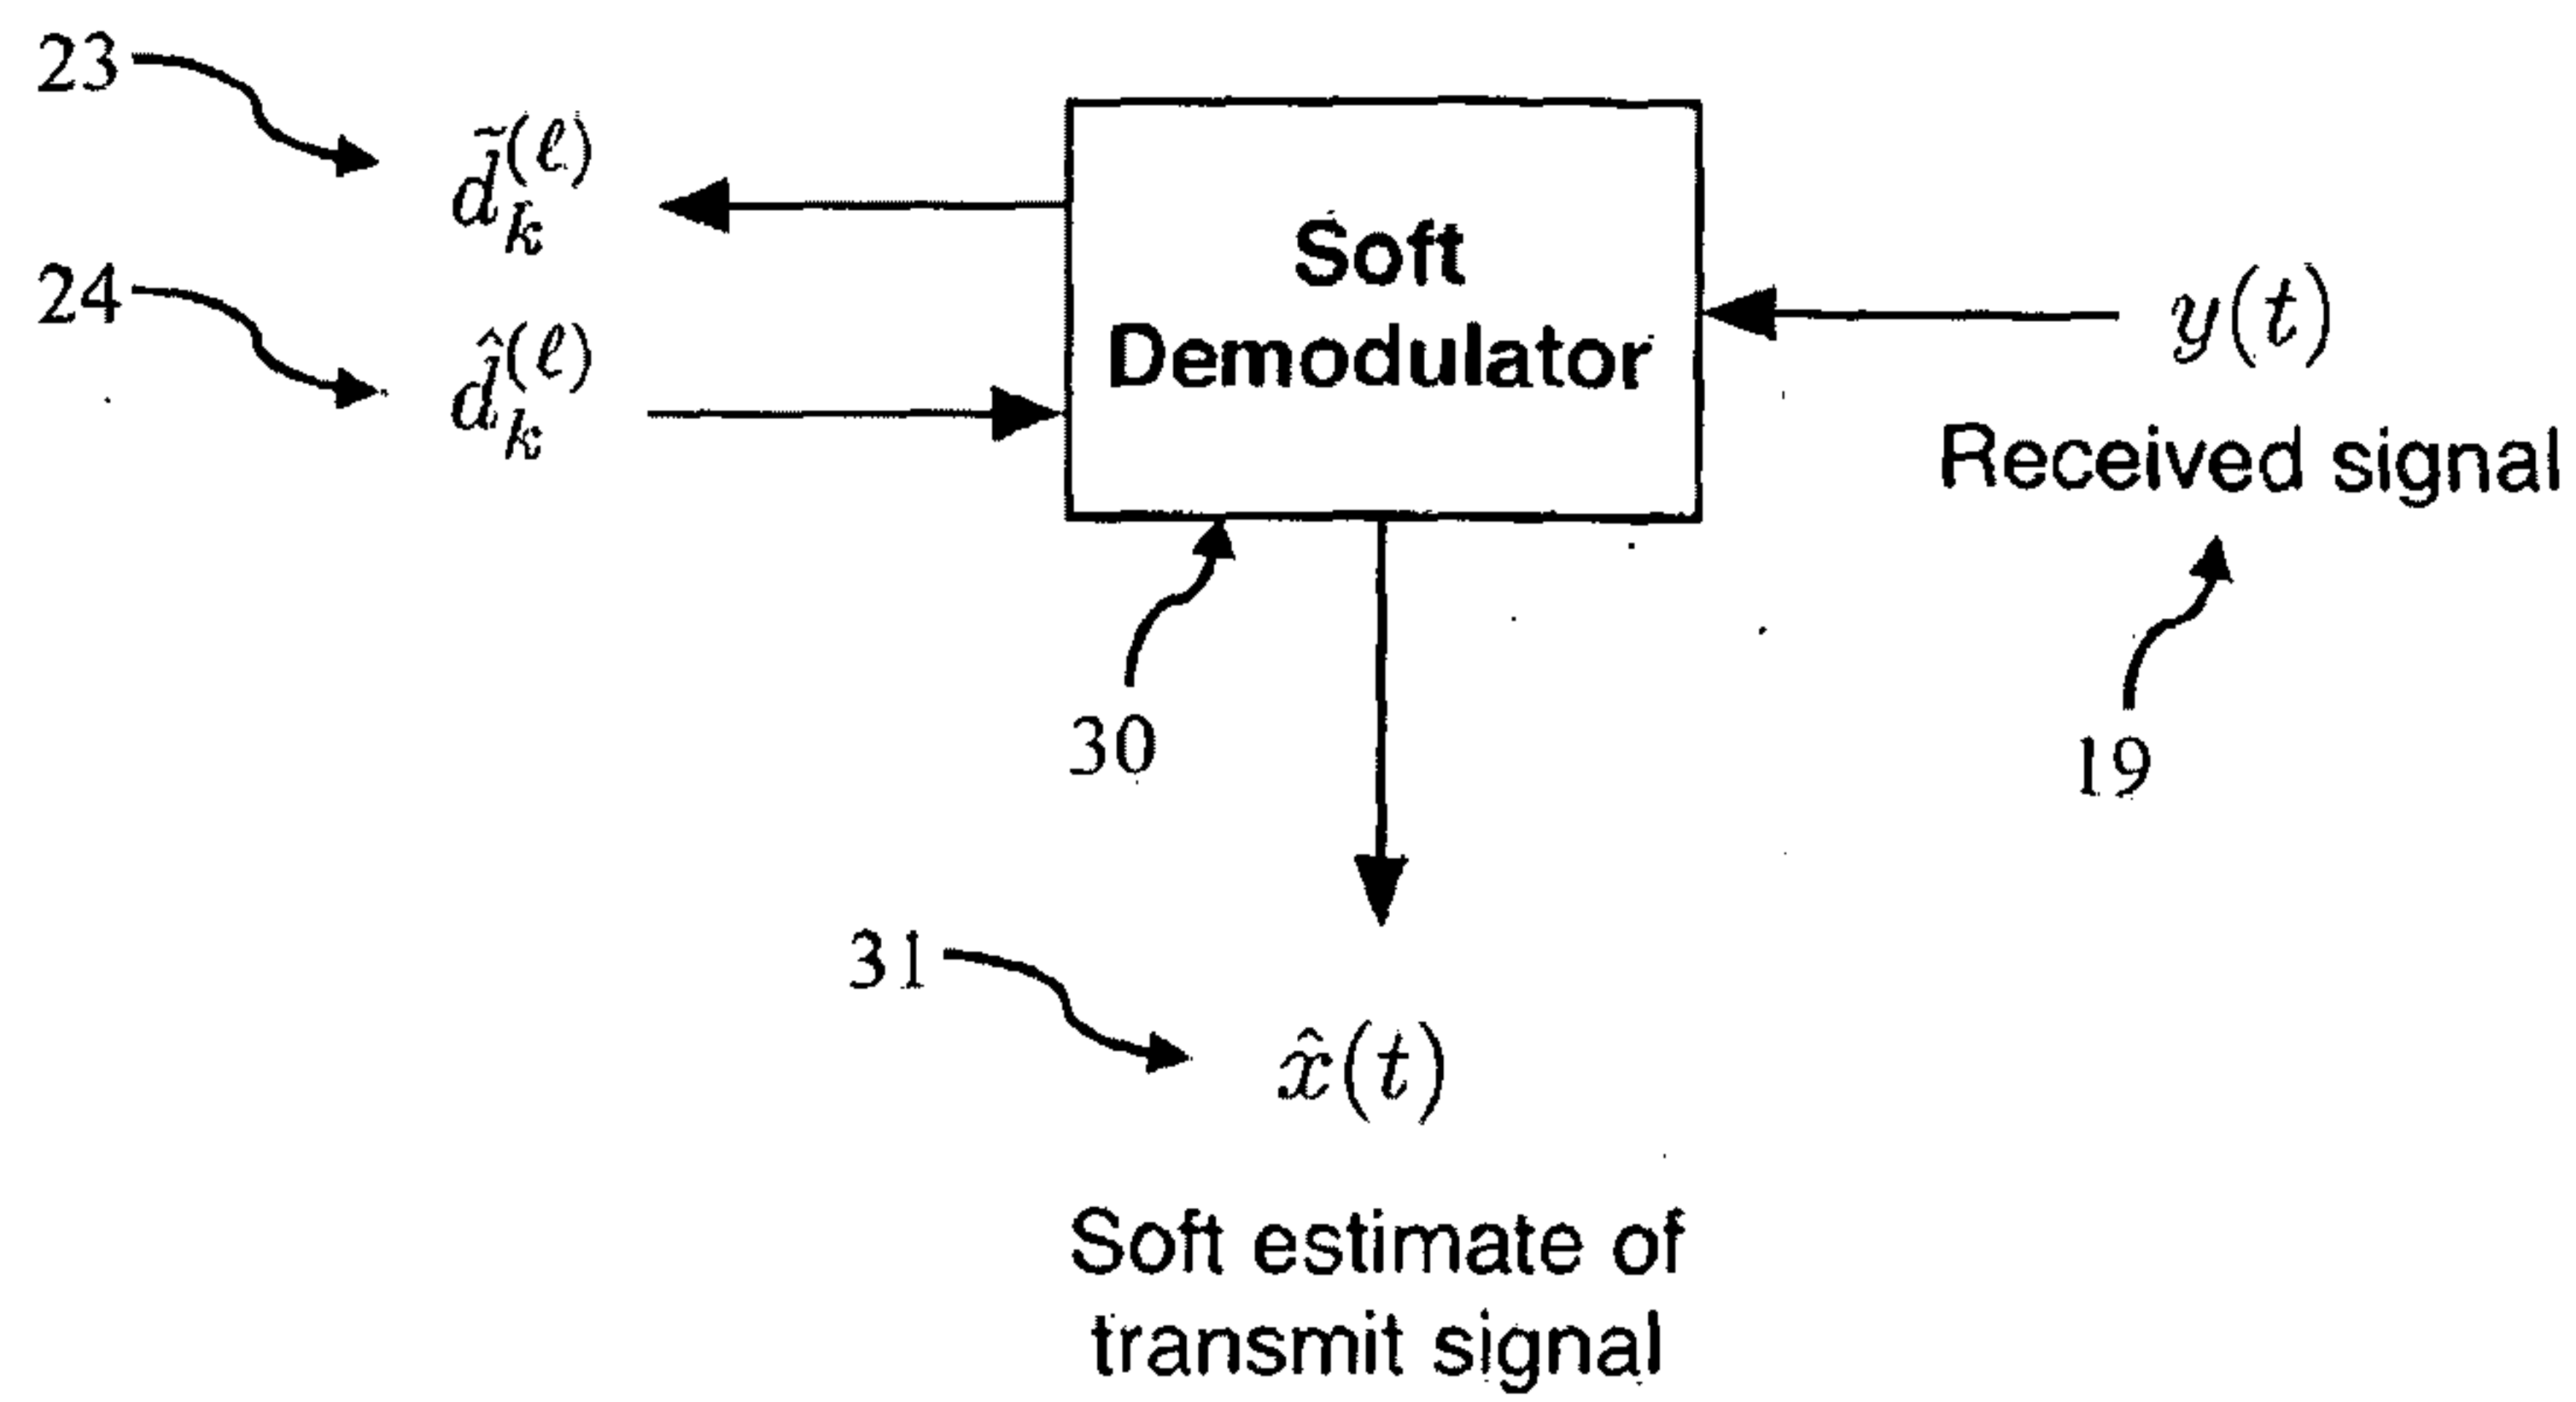 23
d̃_k^(ℓ)
24
d̂_k^(ℓ)
Soft
Demodulator
y(t)
Received signal
30
19
31
x̂(t)
Soft estimate of
transmit signal